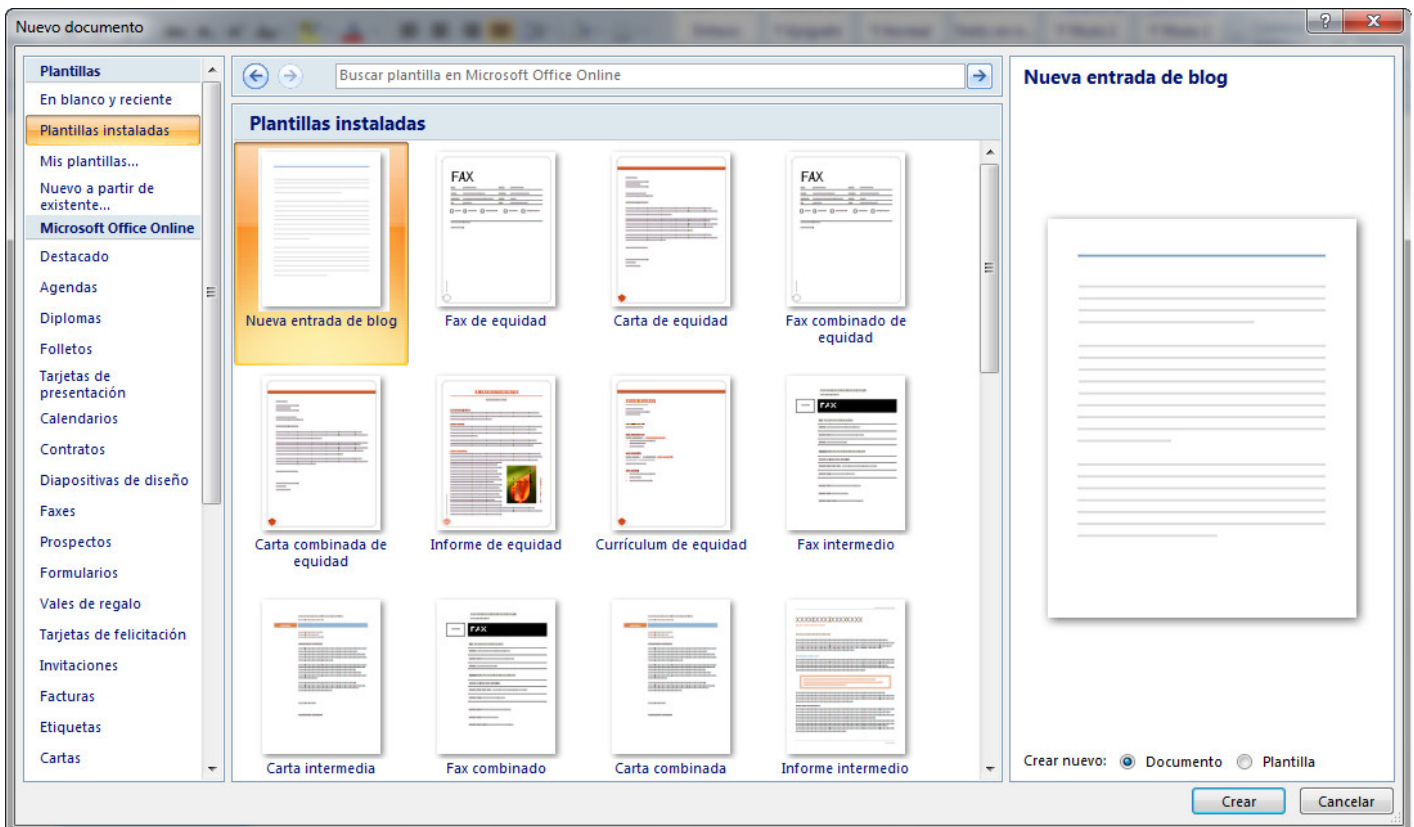 Nuevo documento
Plantillas
En blanco y reciente
Plantillas instaladas
Mis plantillas...
Nuevo a partir de
existente...
Microsoft Office Online
Destacado
Agendas
Diplomas
Folletos
Tarjetas de
presentación
Calendarios
Contratos
Diapositivas de diseño
Faxes
Prospectos
Formularios
Vales de regalo
Tarjetas de felicitación
Invitaciones
Facturas
Etiquetas
Cartas
Buscar plantilla en Microsoft Office Online
Plantillas instaladas
FAX
FAX
Nueva entrada de blog
Fax de equidad
Carta de equidad
Fax combinado de
equidad
FAX
Carta combinada de
equidad
Informe de equidad
Currículum de equidad
Fax intermedio
FAX
Carta intermedia
Fax combinado
Carta combinada
Informe intermedio
Nueva entrada de blog
Crear nuevo:
Documento
Plantilla
Crear
Cancelar